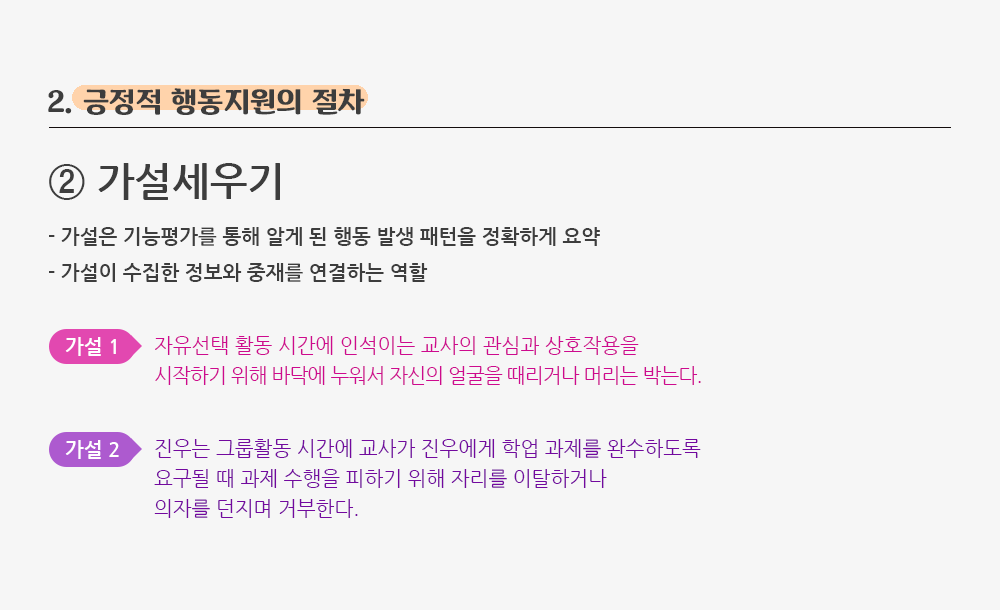 2. 긍정적 행동지원의 절차
② 가설세우기
- 가설은 기능평가를 통해 알게 된 행동 발생 패턴을 정확하게 요약
- 가설이 수집한 정보와 중재를 연결하는 역할
가설 1
자유선택 활동 시간에 인석이는 교사의 관심과 상호작용을
시작하기 위해 바닥에 누워서 자신의 얼굴을 때리거나 머리는 박는다.
가설 2
진우는 그룹활동 시간에 교사가 진우에게 학업 과제를 완수하도록
요구될 때 과제 수행을 피하기 위해 자리를 이탈하거나
의자를 던지며 거부한다.